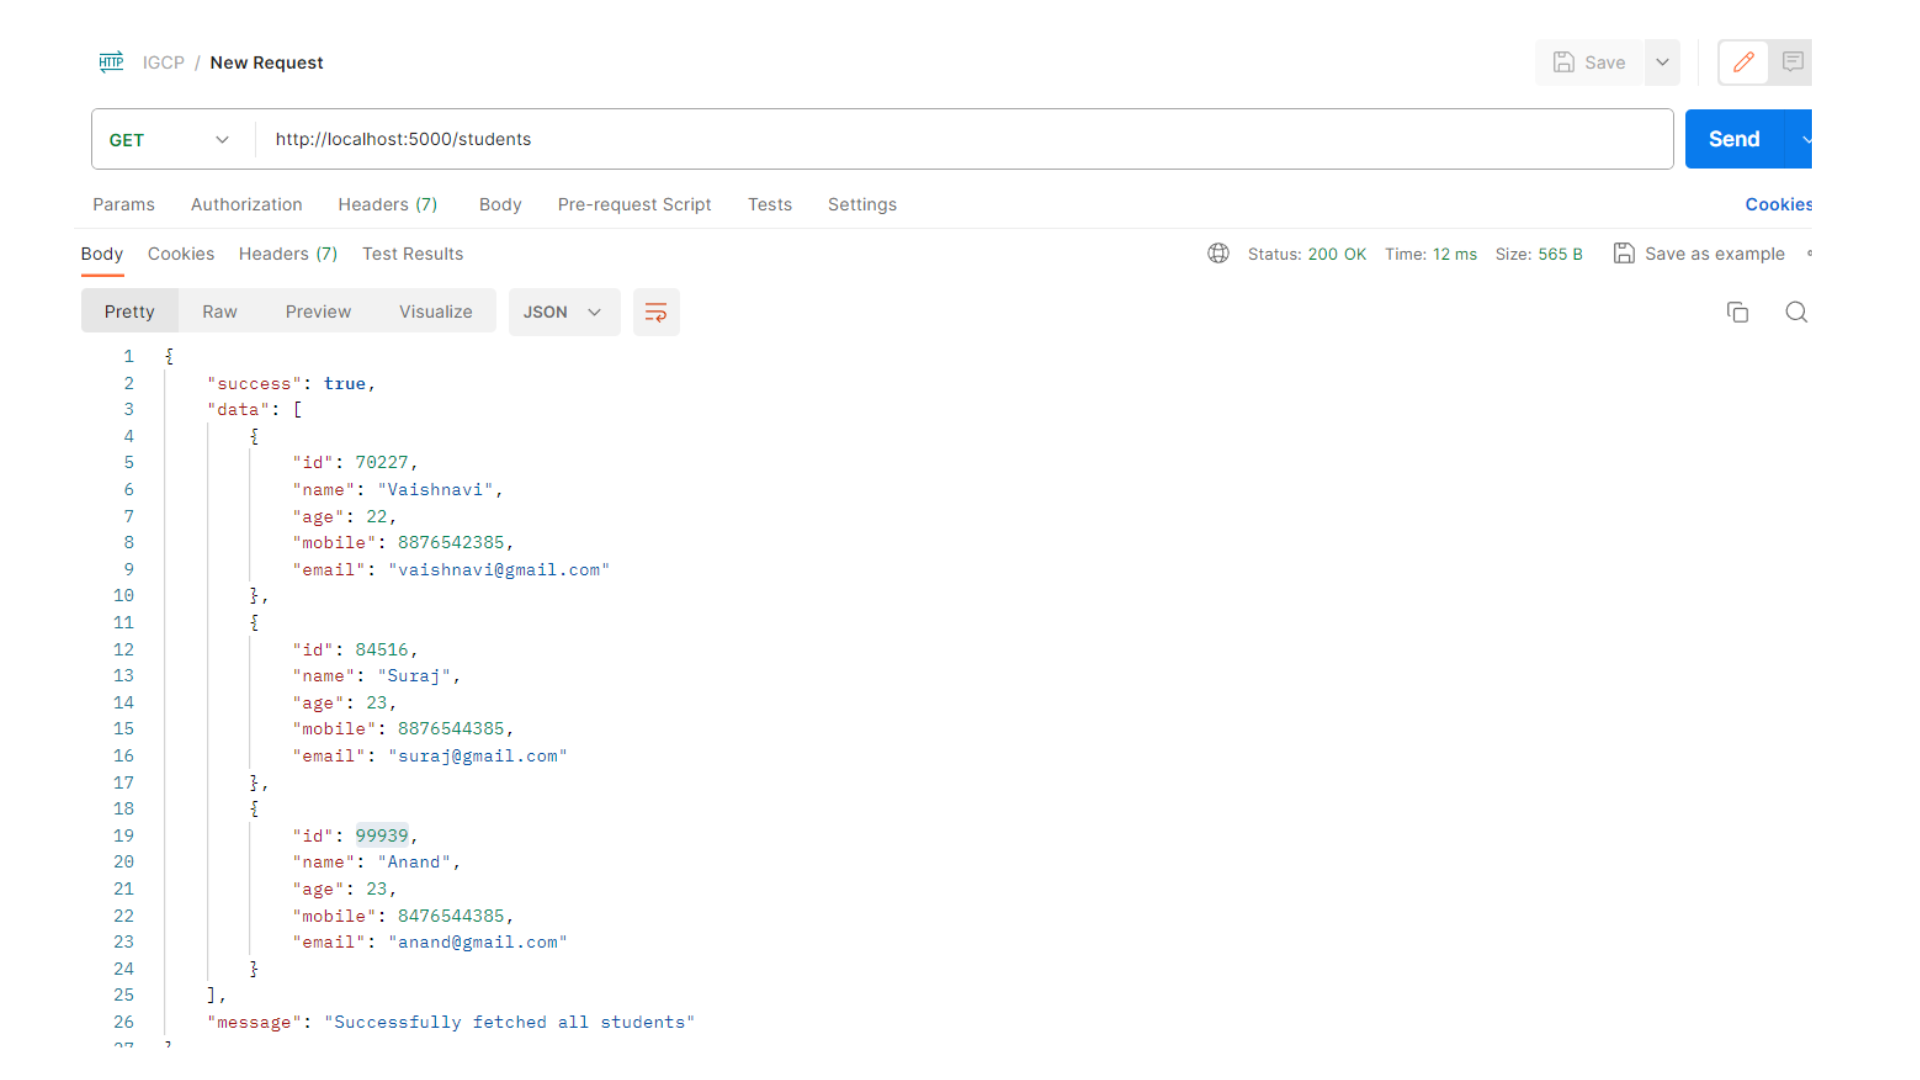 HTTP IGCP / New Request Save
GET http://localhost:5000/students Send
Params Authorization Headers (7) Body Pre-request Script Tests Settings Cookies
Body Cookies Headers (7) Test Results Status: 200 OK Time: 12 ms Size: 565 B Save as example
Pretty Raw Preview Visualize JSON
1 {
2 "success": true,
3 "data": [
4 {
5 "id": 70227,
6 "name": "Vaishnavi",
7 "age": 22,
8 "mobile": 8876542385,
9 "email": "vaishnavi@gmail.com"
10 },
11 {
12 "id": 84516,
13 "name": "Suraj",
14 "age": 23,
15 "mobile": 8876544385,
16 "email": "suraj@gmail.com"
17 },
18 {
19 "id": 99939,
20 "name": "Anand",
21 "age": 23,
22 "mobile": 8476544385,
23 "email": "anand@gmail.com"
24 }
25 ],
26 "message": "Successfully fetched all students"